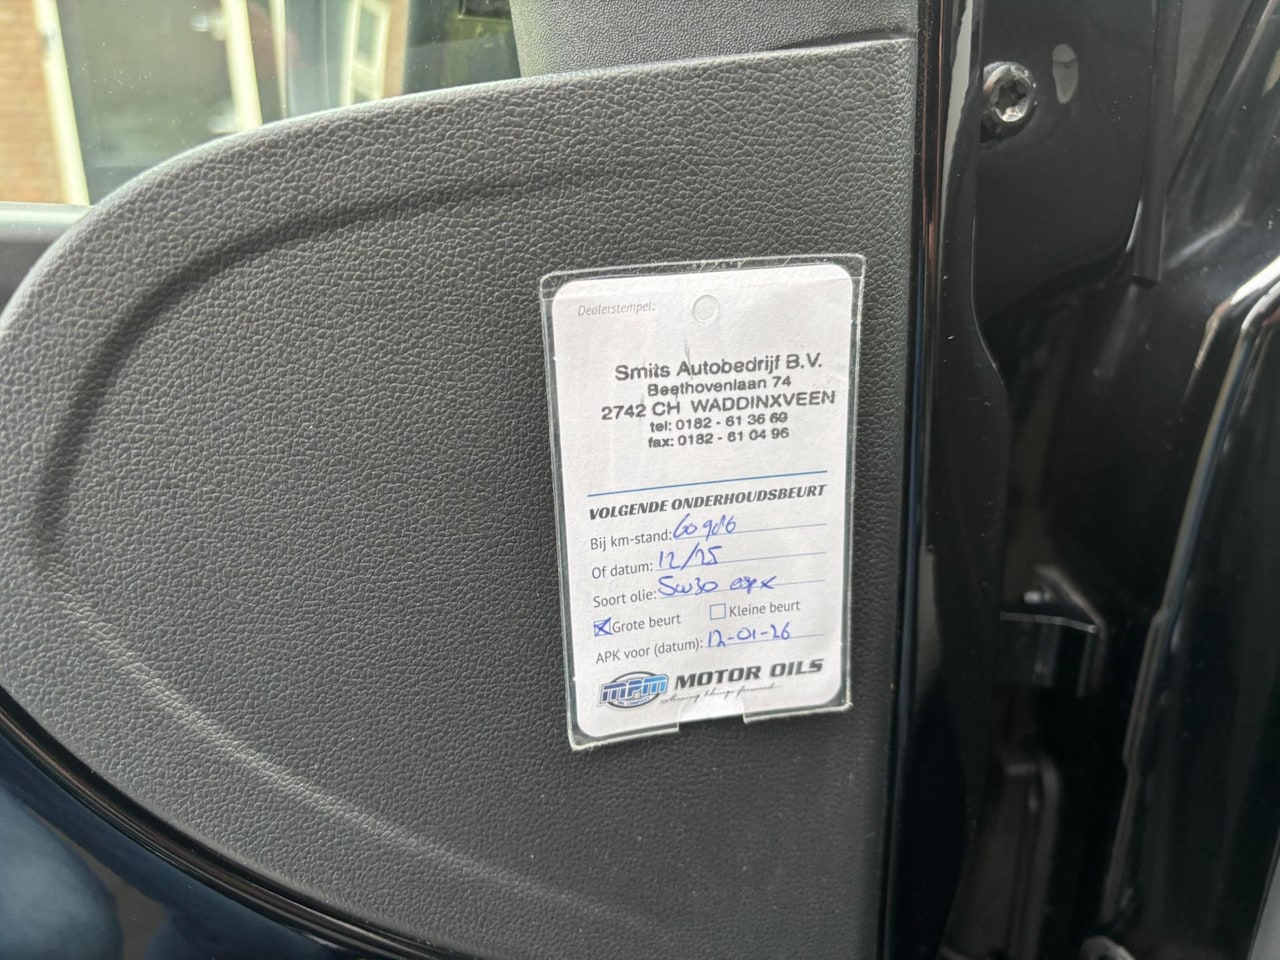 Dealerstempel:
Smits Autobedrijf B.V.
Beethovenlaan 74
2742 CH WADDINXVEEN
tel: 0182 - 61 36 60
fax: 0182 - 61 04 96
VOLGENDE ONDERHOUDSBEURT
Bij km-stand:
Of datum: 12/25
Soort olie: 5w30
Grote beurt Kleine beurt
APK voor (datum): 12-01-26
mpm MOTOR OILS